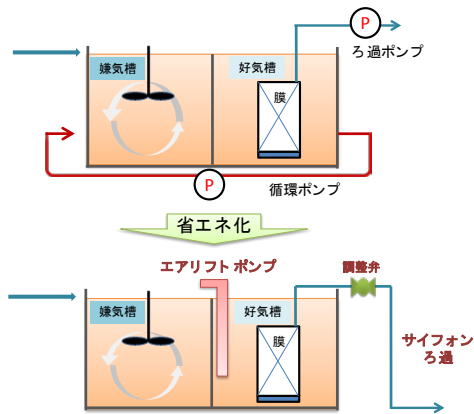 P
ろ過ポンプ
嫌気槽
好気槽
膜
P
循環ポンプ
省エネ化
エアリフトポンプ
調整弁
嫌気槽
好気槽
膜
サイフォン
ろ過